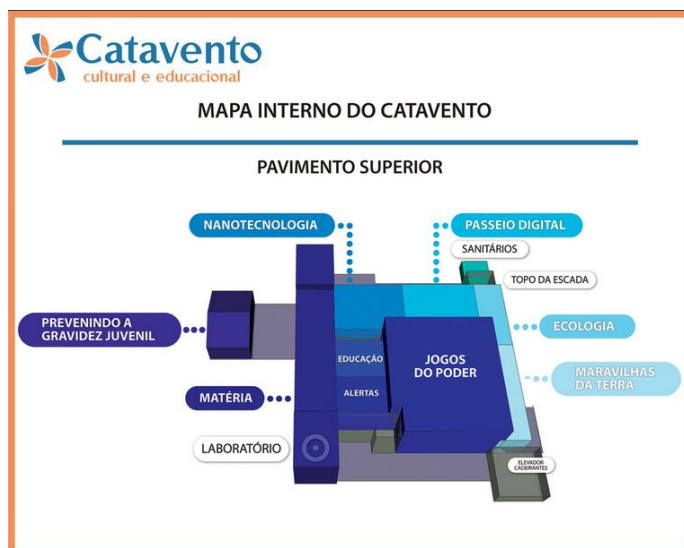 Catavento
cultural e educacional
MAPA INTERNO DO CATAVENTO
PAVIMENTO SUPERIOR
NANOTECNOLOGIA
PASSEIO DIGITAL
SANITÁRIOS
TOPO DA ESCADA
PREVENINDO A
GRAVIDEZ JUVENIL
ECOLOGIA
EDUCAÇÃO
JOGOS
DO PODER
MARAVILHAS
DA TERRA
MATÉRIA
ALERTAS
LABORATÓRIO
ELEVADOR
CADEIRANTES